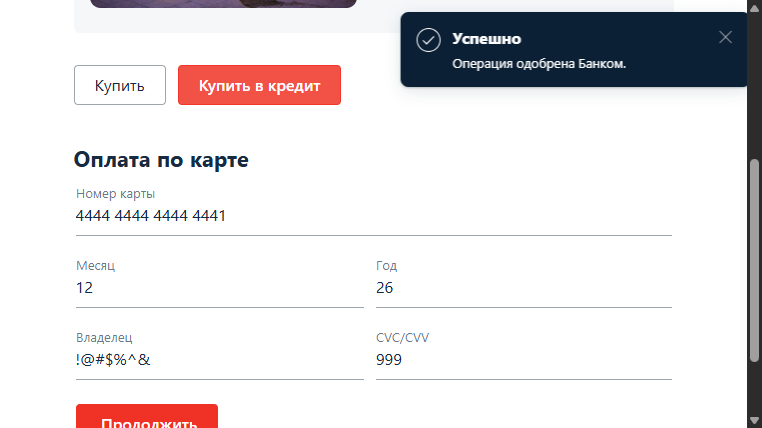 Успешно
Операция одобрена Банком.
Купить
Купить в кредит
Оплата по карте
Номер карты
4444 4444 4444 4441
Месяц
Год
12
26
Владелец
CVC/CVV
!@#$%^&
999
Продолжить